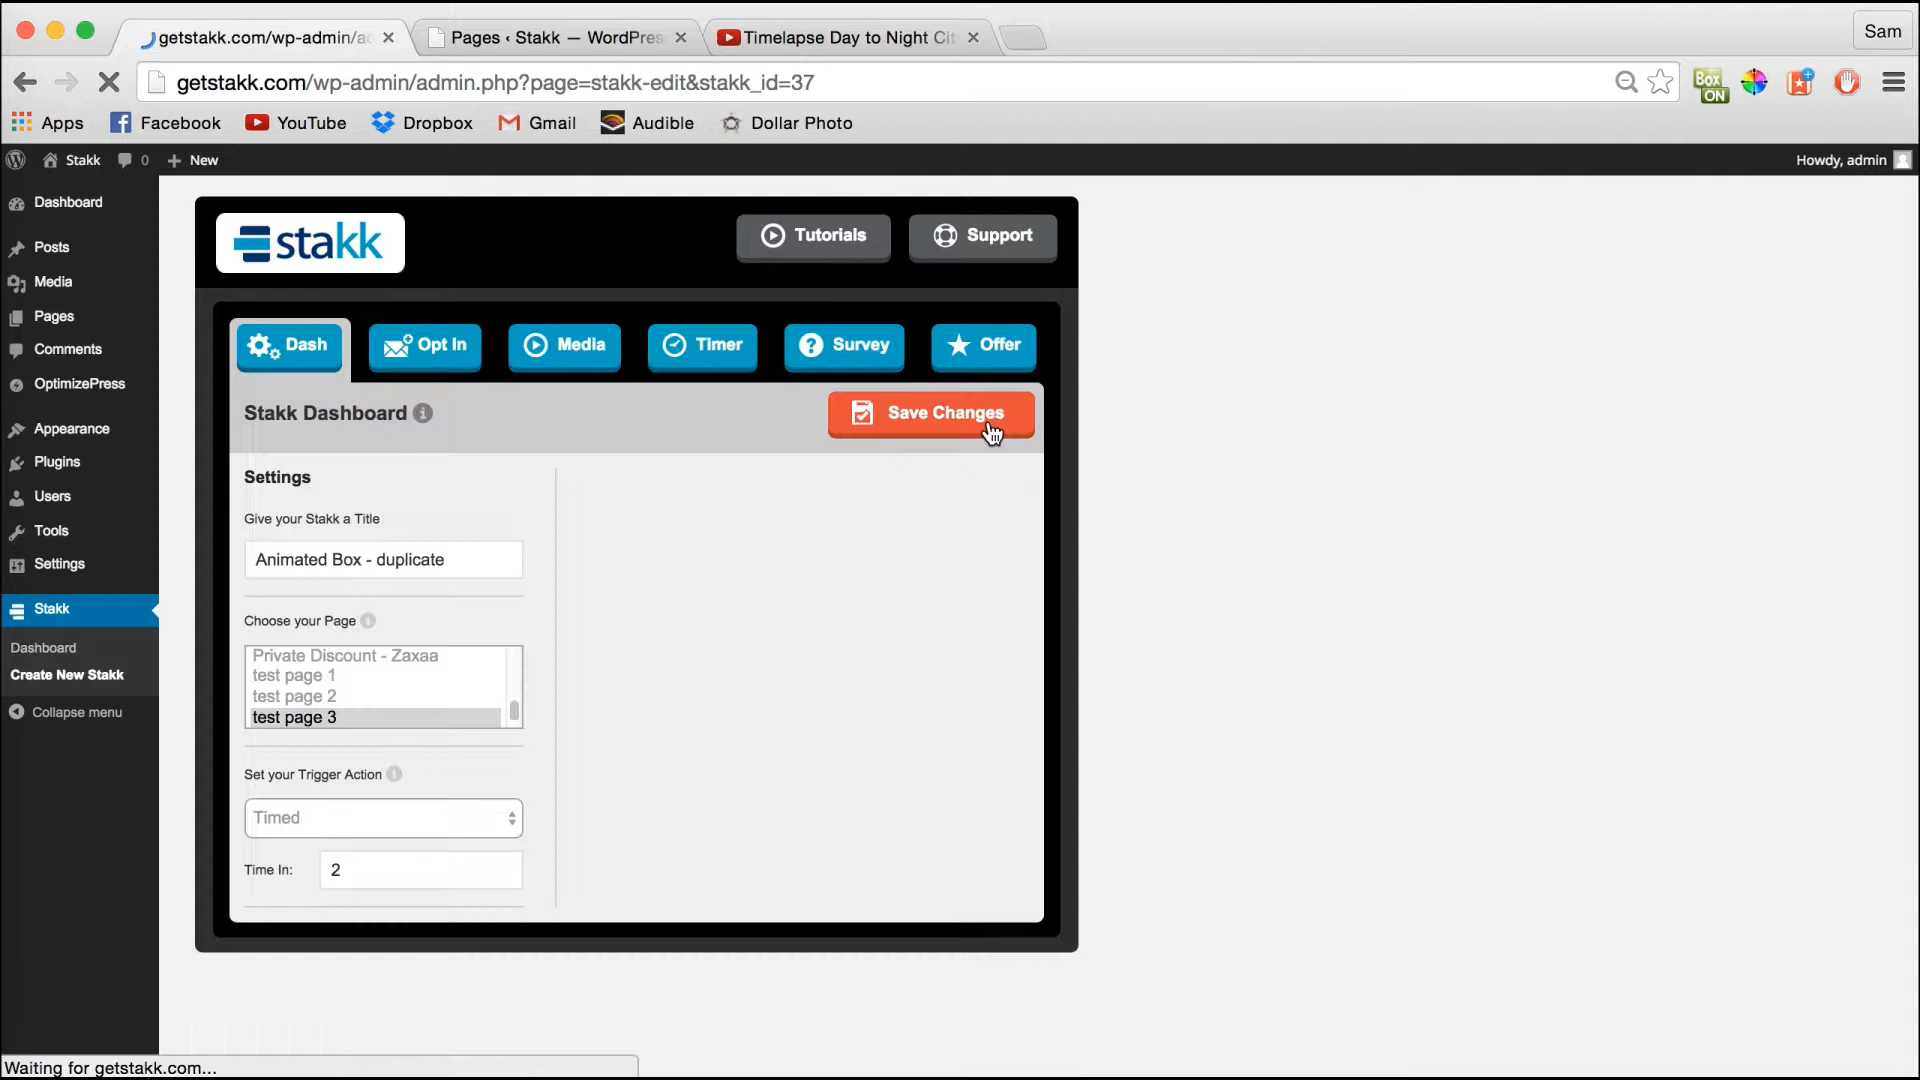 getstakk.com/wp-admin/a
Pages ‹ Stakk — WordPres
Timelapse Day to Night Cit
Sam
getstakk.com/wp-admin/admin.php?page=stakk-edit&stakk_id=37
Box
ON
Apps
Facebook
YouTube
Dropbox
Gmail
Audible
Dollar Photo
Stakk
0
New
Howdy, admin
Dashboard
Posts
Media
Pages
Comments
OptimizePress
Appearance
Plugins
Users
Tools
Settings
Stakk
Dashboard
Create New Stakk
Collapse menu
stakk
Tutorials
Support
Dash
Opt In
Media
Timer
Survey
Offer
Stakk Dashboard
Save Changes
Settings
Give your Stakk a Title
Animated Box - duplicate
Choose your Page
Private Discount - Zaxaa
test page 1
test page 2
test page 3
Set your Trigger Action
Timed
Time In:
2
Waiting for getstakk.com...